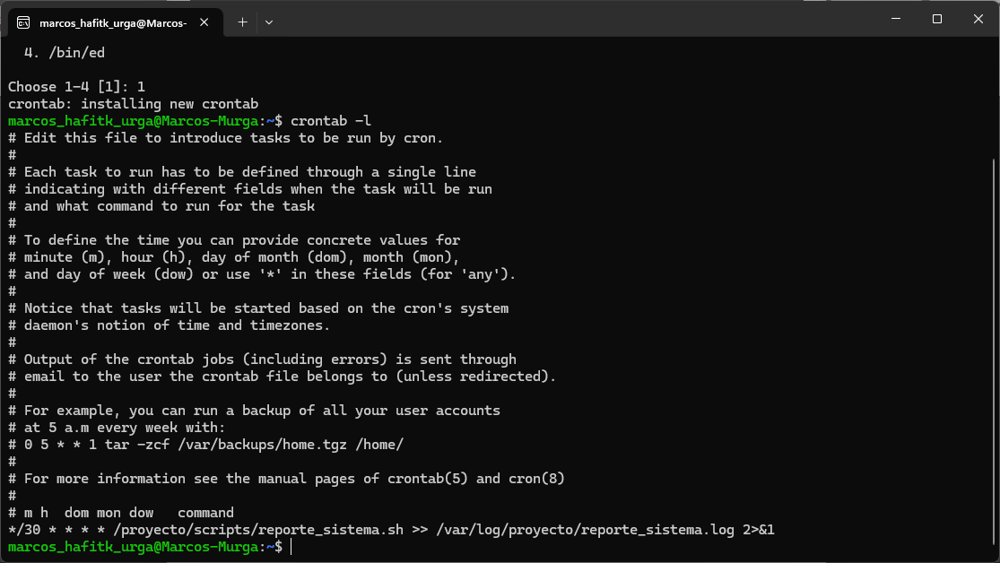 marcos_hafitk_urga@Marcos-
4. /bin/ed
Choose 1-4 [1]: 1
crontab: installing new crontab
marcos_hafitk_urga@Marcos-Murga:~$ crontab -l
# Edit this file to introduce tasks to be run by cron.
#
# Each task to run has to be defined through a single line
# indicating with different fields when the task will be run
# and what command to run for the task
#
# To define the time you can provide concrete values for
# minute (m), hour (h), day of month (dom), month (mon),
# and day of week (dow) or use '*' in these fields (for 'any').
#
# Notice that tasks will be started based on the cron's system
# daemon's notion of time and timezones.
#
# Output of the crontab jobs (including errors) is sent through
# email to the user the crontab file belongs to (unless redirected).
#
# For example, you can run a backup of all your user accounts
# at 5 a.m every week with:
# 0 5 * * 1 tar -zcf /var/backups/home.tgz /home/
#
# For more information see the manual pages of crontab(5) and cron(8)
#
# m h  dom mon dow   command
*/30 * * * * /proyecto/scripts/reporte_sistema.sh >> /var/log/proyecto/reporte_sistema.log 2>&1
marcos_hafitk_urga@Marcos-Murga:~$